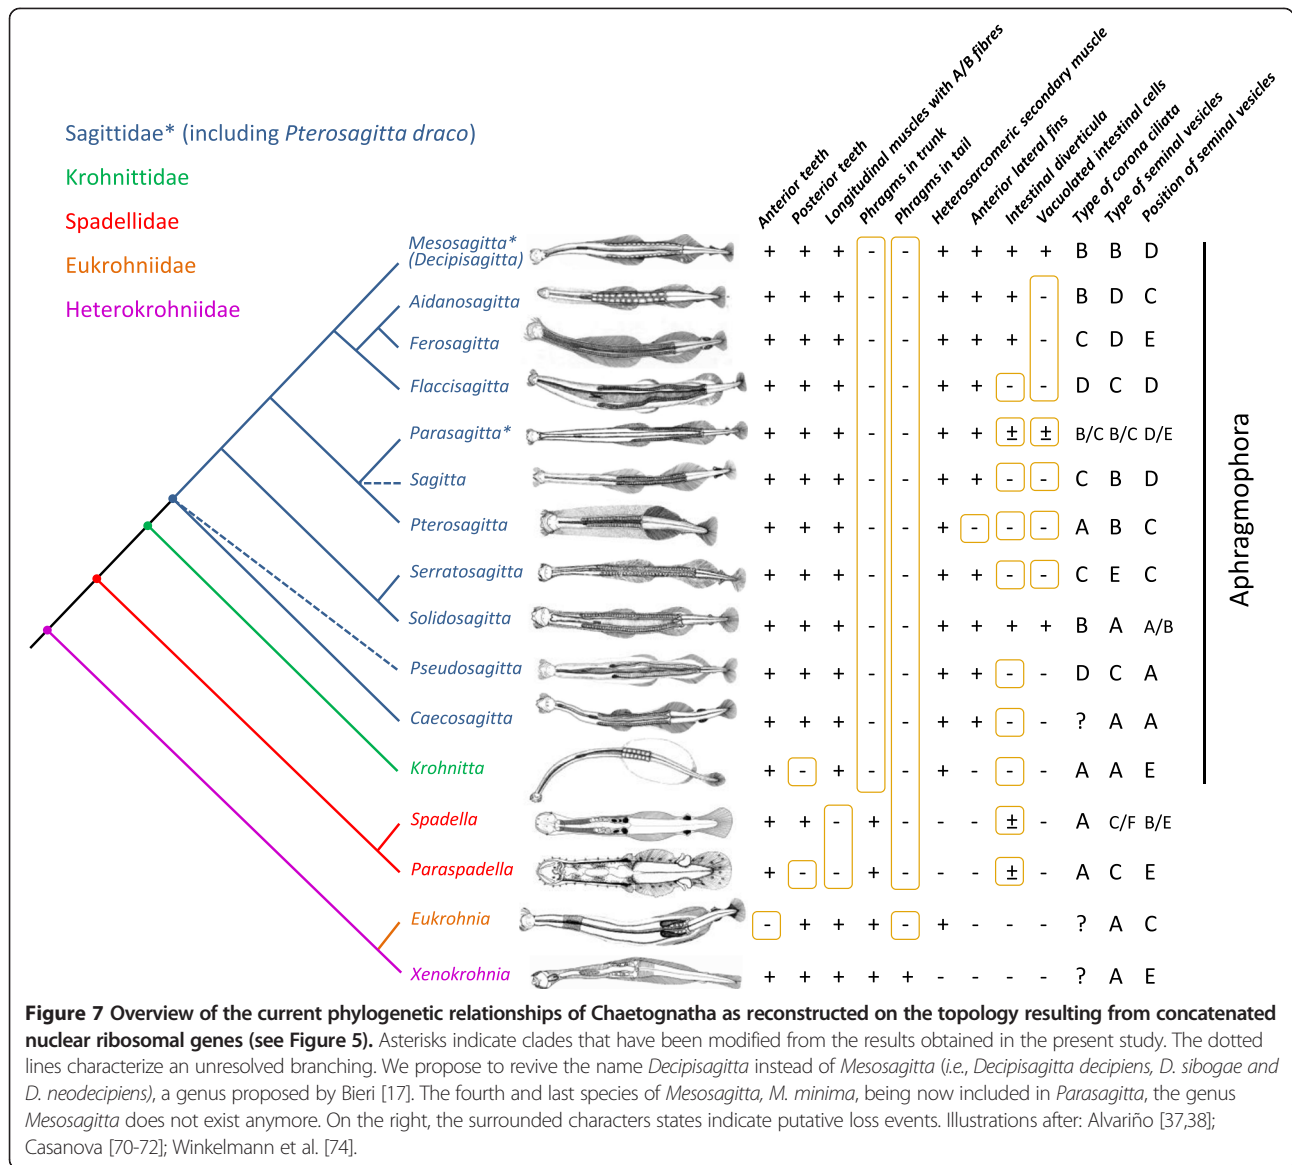 Sagittidae* (including Pterosagitta draco)
Krohnittidae
Spadellidae
Eukrohniidae
Heterokrohniidae
Anterior teeth
Posterior teeth
Longitudinal muscles with A/B fibres
Phragms in trunk
Phragms in tail
Heterosarcomeric secondary muscle
Anterior lateral fins
Intestinal diverticula
Vacuolated intestinal cells
Type of corona ciliata
Type of seminal vesicles
Position of seminal vesicles
Mesosagitta*
(Decipisagitta) + + + - - + + + + B B D
Aidanosagitta + + + - - + + + - B D C
Ferosagitta + + + - - + + + - C D E
Flaccisagitta + + + - - + + - - D C D
Parasagitta* + + + - - + + ± ± B/C B/C D/E
Sagitta + + + - - + + - - C B D
Pterosagitta + + + - - + - - - A B C
Serratosagitta + + + - - + + - - C E C
Solidosagitta + + + - - + + + + B A A/B
Pseudosagitta + + + - - + + - - D C A
Caecosagitta + + + - - + + - - ? A A
Krohnitta + - + - - + - - - A A E
Spadella + + - + - - - ± - A C/F B/E
Paraspadella + - - + - - - ± - A C E
Eukrohnia - + + + - + - - - ? A C
Xenokrohnia + + + + + - - - - ? A E
Aphragmophora
Figure 7 Overview of the current phylogenetic relationships of Chaetognatha as reconstructed on the topology resulting from concatenated
nuclear ribosomal genes (see Figure 5). Asterisks indicate clades that have been modified from the results obtained in the present study. The dotted
lines characterize an unresolved branching. We propose to revive the name Decipisagitta instead of Mesosagitta (i.e., Decipisagitta decipiens, D. sibogae and
D. neodecipiens), a genus proposed by Bieri [17]. The fourth and last species of Mesosagitta, M. minima, being now included in Parasagitta, the genus
Mesosagitta does not exist anymore. On the right, the surrounded characters states indicate putative loss events. Illustrations after: Alvariño [37,38];
Casanova [70-72]; Winkelmann et al. [74].